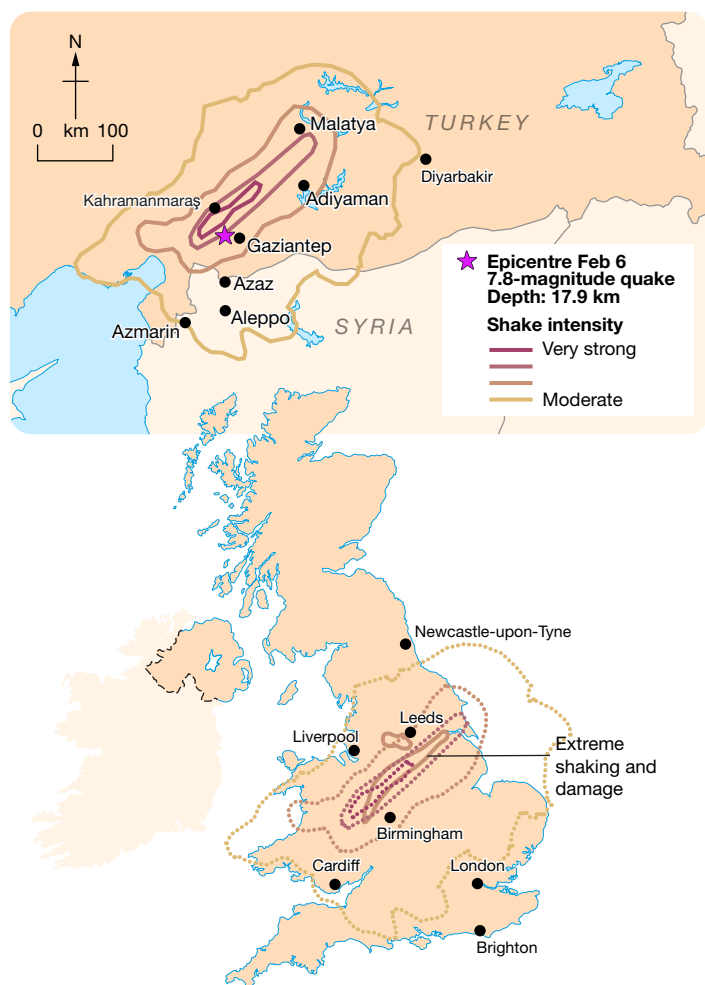 N
0 km 100
TURKEY
Malatya
Diyarbakir
Adiyaman
Kahramanmaraş
Gaziantep
Azaz
Aleppo
Azmarin
SYRIA
Epicentre Feb 6
7.8-magnitude quake
Depth: 17.9 km
Shake intensity
Very strong
Moderate
Newcastle-upon-Tyne
Leeds
Liverpool
Extreme
shaking and
damage
Birmingham
Cardiff
London
Brighton